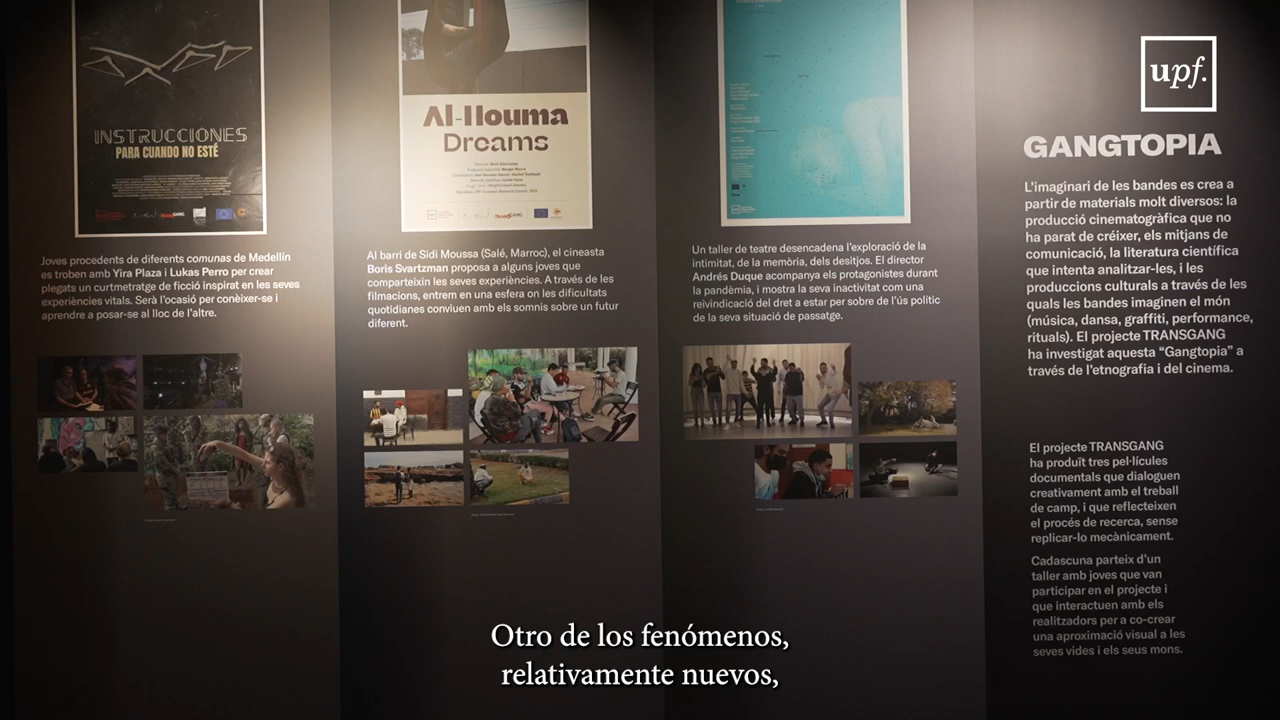 INSTRUCCIONES
PARA CUANDO NO ESTÉ
Joves procedents de diferents comunas de Medellín
es troben amb Yira Plaza i Lukas Perro per crear
plegats un curtmetratge de ficció inspirat en les seves
experiències vitals. Serà l'ocasió per conèixer-se i
aprendre a posar-se al lloc de l'altre.
Al-Houma
Dreams
TRANSGANG
Al barri de Sidi Moussa (Salé, Marroc), el cineasta
Boris Svartzman proposa a alguns joves que
comparteixin les seves experiències. A través de les
filmacions, entrem en una esfera on les dificultats
quotidianes conviuen amb els somnis sobre un futur
diferent.
Un taller de teatre desencadena l'exploració de la
intimitat, de la memòria, dels desitjos. El director
Andrés Duque acompanya els protagonistes durant
la pandèmia, i mostra la seva inactivitat com una
reivindicació del dret a estar per sobre de l'ús polític
de la seva situació de passatge.
upf.
GANGTOPIA
L'imaginari de les bandes es crea a
partir de materials molt diversos: la
producció cinematogràfica que no
ha parat de créixer, els mitjans de
comunicació, la literatura científica
que intenta analitzar-les, i les
produccions culturals a través de les
quals les bandes imaginen el món
(música, dansa, graffiti, performance,
rituals). El projecte TRANSGANG
ha investigat aquesta “Gangtopia” a
través de l'etnografia i del cinema.
El projecte TRANSGANG
ha produït tres pel·lícules
documentals que dialoguen
creativament amb el treball
de camp, i que reflecteixen
el procés de recerca, sense
replicar-lo mecànicament.
Cadascuna parteix d'un
taller amb joves que van
participar en el projecte i
que interactuen amb els
realitzadors per a co-crear
una aproximació visual a les
seves vides i els seus mons.
Otro de los fenómenos,
relativamente nuevos,